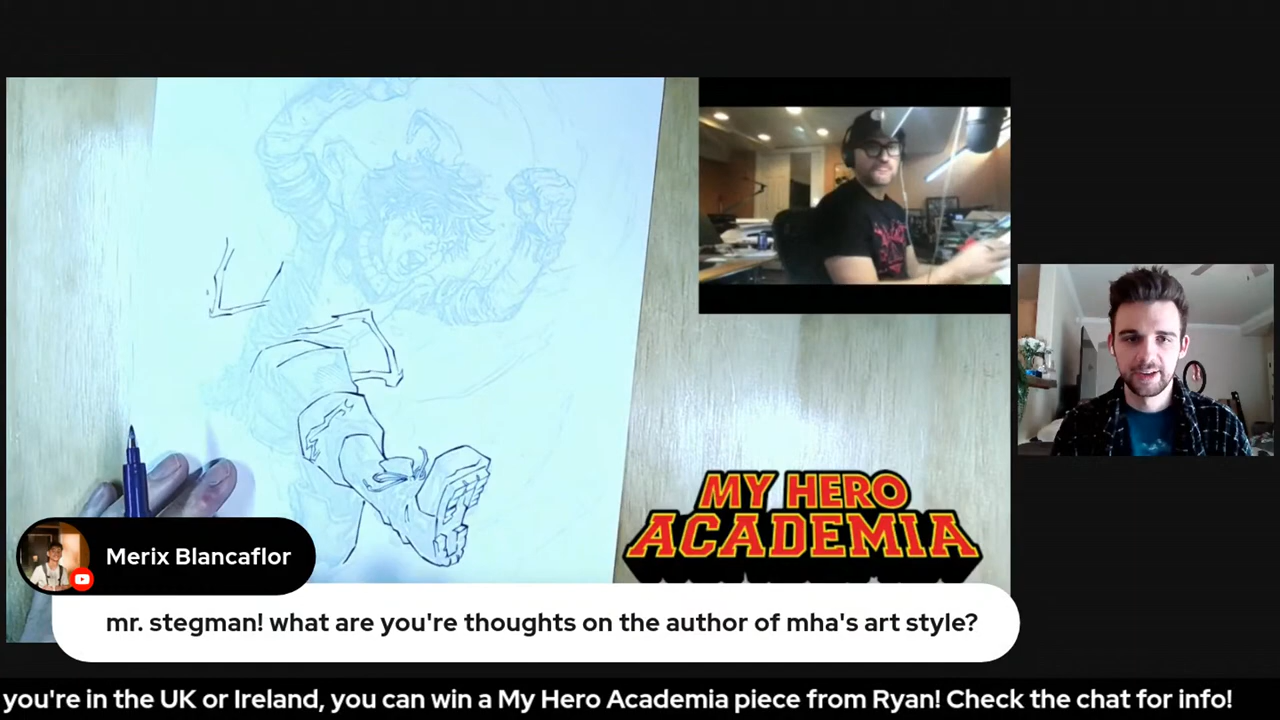 MY HERO
ACADEMIA
Merix Blancaflor
mr. stegman! what are you're thoughts on the author of mha's art style?
you're in the UK or Ireland, you can win a My Hero Academia piece from Ryan! Check the chat for info!